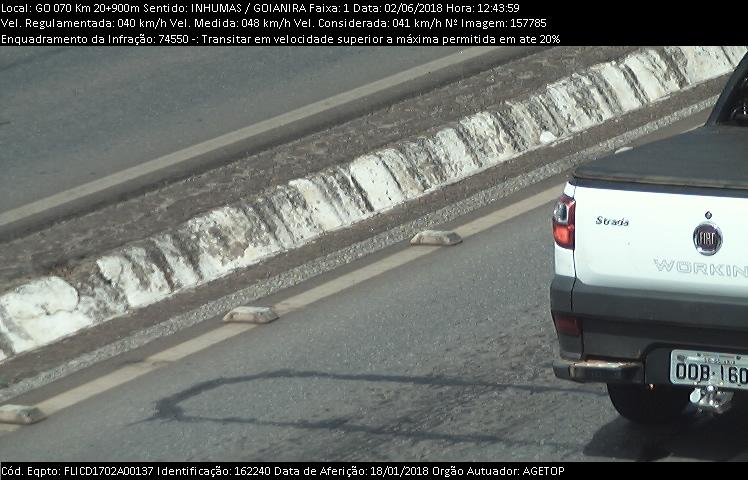 Local: GO 070 Km 20+900m Sentido: INHUMAS / GOIANIRA Faixa: 1 Data: 02/06/2018 Hora: 12:43:59
Vel. Regulamentada: 040 km/h Vel. Medida: 048 km/h Vel. Considerada: 041 km/h Nº Imagem: 157785
Enquadramento da Infração: 74550 -: Transitar em velocidade superior a máxima permitida em ate 20%
Strada
FIAT
WORKIN
OOB 160
Cód. Eqpto: FLICD1702A00137 Identificação: 162240 Data de Aferição: 18/01/2018 Orgão Autuador: AGETOP